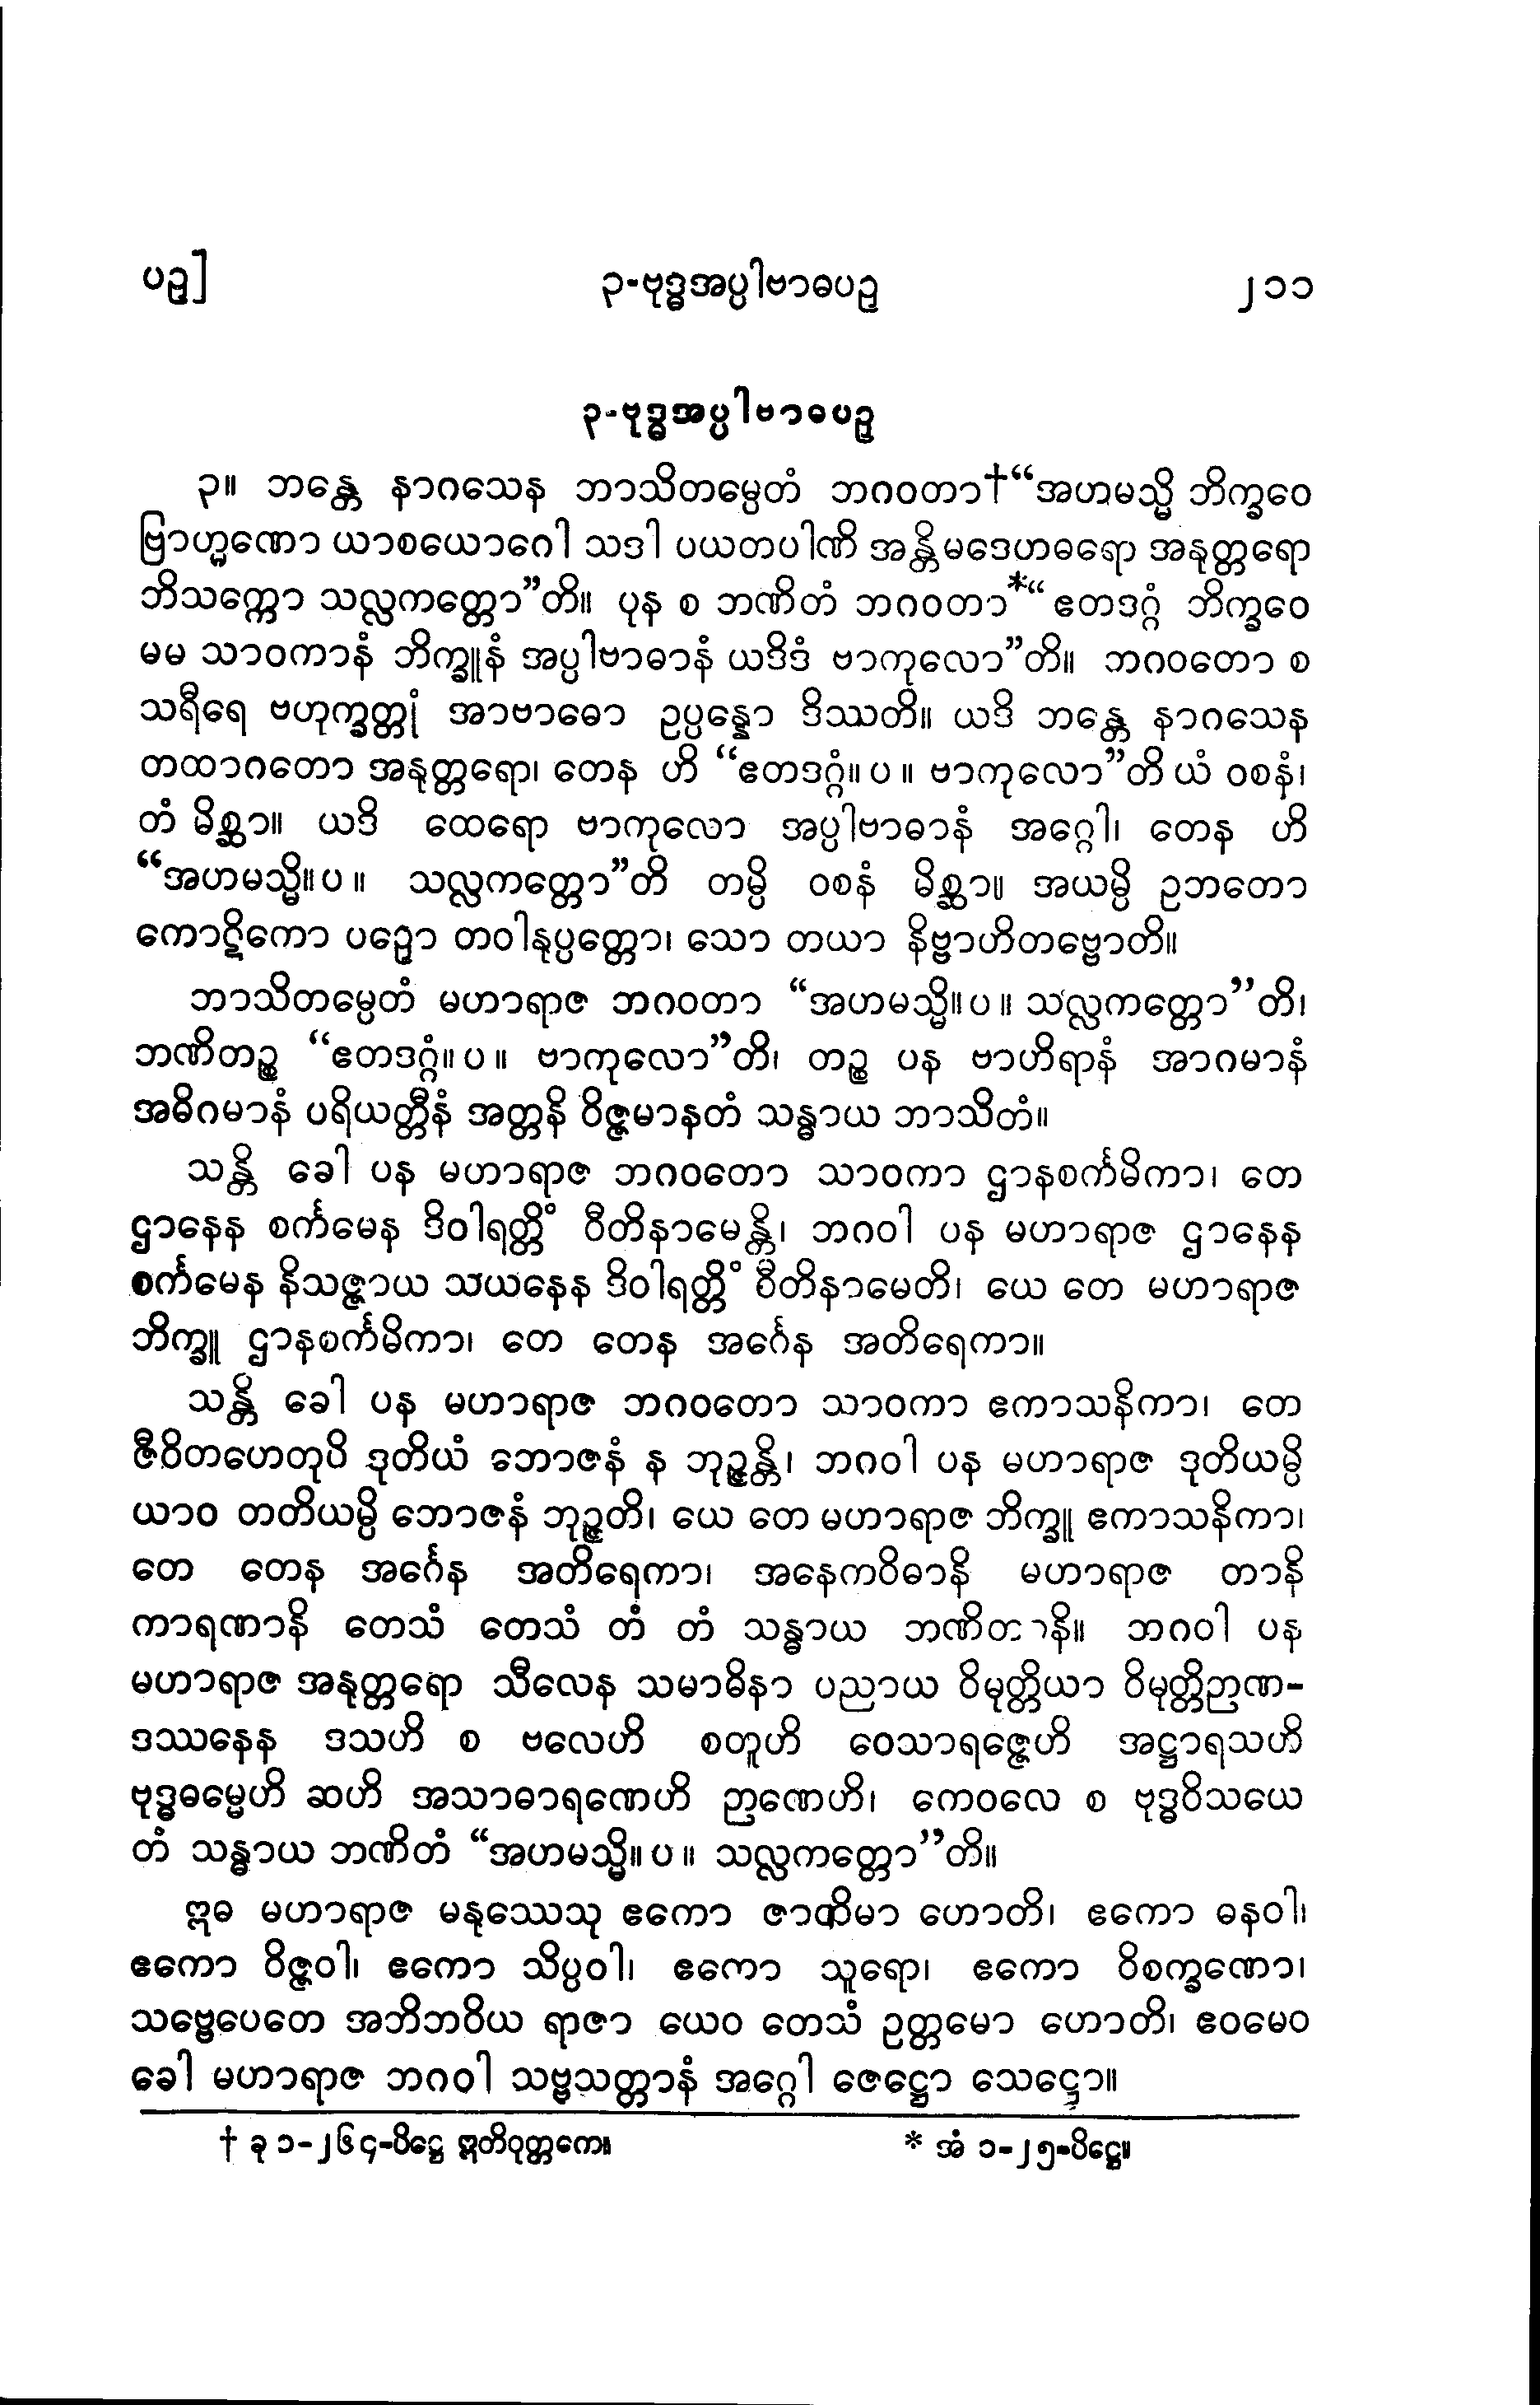 ပဉှ]
၃-ဗုဒ္ဓအပ္ပါဗာဓပဉှ
၂၁၁
၃-ဗုဒ္ဓအပ္ပါဗာဓပဉှ
၃။ ဘန္တေ နာဂသေန ဘာသိတမ္ပေတံ ဘဂဝတာ†“အဟမသ္မိ ဘိက္ခဝေ
ဗြာဟ္မဏော ယာစယောဂေါ သဒါ ပယတပါဏိ အန္တိမဒေဟဓရော အနုတ္တရော
ဘိသက္ကော သလ္လကတ္တော”တိ။ ပုန စ ဘဏိတံ ဘဂဝတာ*“ဧတဒဂ္ဂံ ဘိက္ခဝေ
မမ သာဝကာနံ ဘိက္ခူနံ အပ္ပါဗာဓာနံ ယဒိဒံ ဗာကုလော”တိ။ ဘဂဝတော စ
သရီရေ ဗဟုက္ခတ္တုံ အာဗာဓော ဥပ္ပန္နော ဒိဿတိ။ ယဒိ ဘန္တေ နာဂသေန
တထာဂတော အနုတ္တရော၊ တေန ဟိ “ဧတဒဂ္ဂံ။ပ။ ဗာကုလော”တိ ယံ ဝစနံ၊
တံ မိစ္ဆာ။ ယဒိ ထေရော ဗာကုလော အပ္ပါဗာဓာနံ အဂ္ဂေါ၊ တေန ဟိ
“အဟမသ္မိ။ပ။ သလ္လကတ္တော”တိ တမ္ပိ ဝစနံ မိစ္ဆာ။ အယမ္ပိ ဥဘတော
ကောဋိကော ပဉှော တဝါနုပ္ပတ္တော၊ သော တယာ နိဗ္ဗာဟိတဗ္ဗောတိ။
ဘာသိတမ္ပေတံ မဟာရာဇ ဘဂဝတာ “အဟမသ္မိ။ပ။ သလ္လကတ္တော”တိ၊
ဘဏိတဉ္စ “ဧတဒဂ္ဂံ။ပ။ ဗာကုလော”တိ၊ တဉ္စ ပန ဗာဟိရာနံ အာဂမာနံ
အဓိဂမာနံ ပရိယတ္တီနံ အတ္တနိ ဝိဇ္ဇမာနတံ သန္ဓာယ ဘာသိတံ။
သန္တိ ခေါ ပန မဟာရာဇ ဘဂဝတော သာဝကာ ဌာနစင်္ကမိကာ၊ တေ
ဌာနေန စင်္ကမေန ဒိဝါရတ္တိံ ဝီတိနာမေန္တိ၊ ဘဂဝါ ပန မဟာရာဇ ဌာနေန
စင်္ကမေန နိသဇ္ဇာယ သယနေန ဒိဝါရတ္တိံ ဝီတိနာမေတိ၊ ယေ တေ မဟာရာဇ
ဘိက္ခူ ဌာနစင်္ကမိကာ၊ တေ တေန အင်္ဂေန အတိရေကာ။
သန္တိ ခေါ ပန မဟာရာဇ ဘဂဝတော သာဝကာ ဧကာသနိကာ၊ တေ
ဇီဝိတဟေတုပိ ဒုတိယံ ဘောဇနံ န ဘုဉ္ဇန္တိ၊ ဘဂဝါ ပန မဟာရာဇ ဒုတိယမ္ပိ
ယာဝ တတိယမ္ပိ ဘောဇနံ ဘုဉ္ဇတိ၊ ယေ တေ မဟာရာဇ ဘိက္ခူ ဧကာသနိကာ၊
တေ တေန အင်္ဂေန အတိရေကာ၊ အနေကဝိဓာနိ မဟာရာဇ တာနိ
ကာရဏာနိ တေသံ တေသံ တံ တံ သန္ဓာယ ဘဏိတာနိ။ ဘဂဝါ ပန
မဟာရာဇ အနုတ္တရော သီလေန သမာဓိနာ ပညာယ ဝိမုတ္တိယာ ဝိမုတ္တိဉာဏ-
ဒဿနေန ဒသဟိ စ ဗလေဟိ စတူဟိ ဝေသာရဇ္ဇေဟိ အဋ္ဌာရသဟိ
ဗုဒ္ဓဓမ္မေဟိ ဆဟိ အသာဓာရဏေဟိ ဉာဏေဟိ၊ ကေဝလေ စ ဗုဒ္ဓဝိသယေ
တံ သန္ဓာယ ဘဏိတံ “အဟမသ္မိ။ပ။ သလ္လကတ္တော”တိ။
ဣဓ မဟာရာဇ မနုဿေသု ဧကော ဇာတိမာ ဟောတိ၊ ဧကော ဓနဝါ၊
ဧကော ဝိဇ္ဇဝါ၊ ဧကော သိပ္ပဝါ၊ ဧကော သူရော၊ ဧကော ဝိစက္ခဏော၊
သဗ္ဗေပေတေ အဘိဘဝိယ ရာဇာ ယေဝ တေသံ ဥတ္တမော ဟောတိ၊ ဧဝမေဝ
ခေါ မဟာရာဇ ဘဂဝါ သဗ္ဗသတ္တာနံ အဂ္ဂေါ ဇေဋ္ဌော သေဋ္ဌော။
† ခု ၁-၂၆၄-ပိဋ္ဌေ ဣတိဝုတ္တကေ။
* အံ ၁-၂၅-ပိဋ္ဌေ။